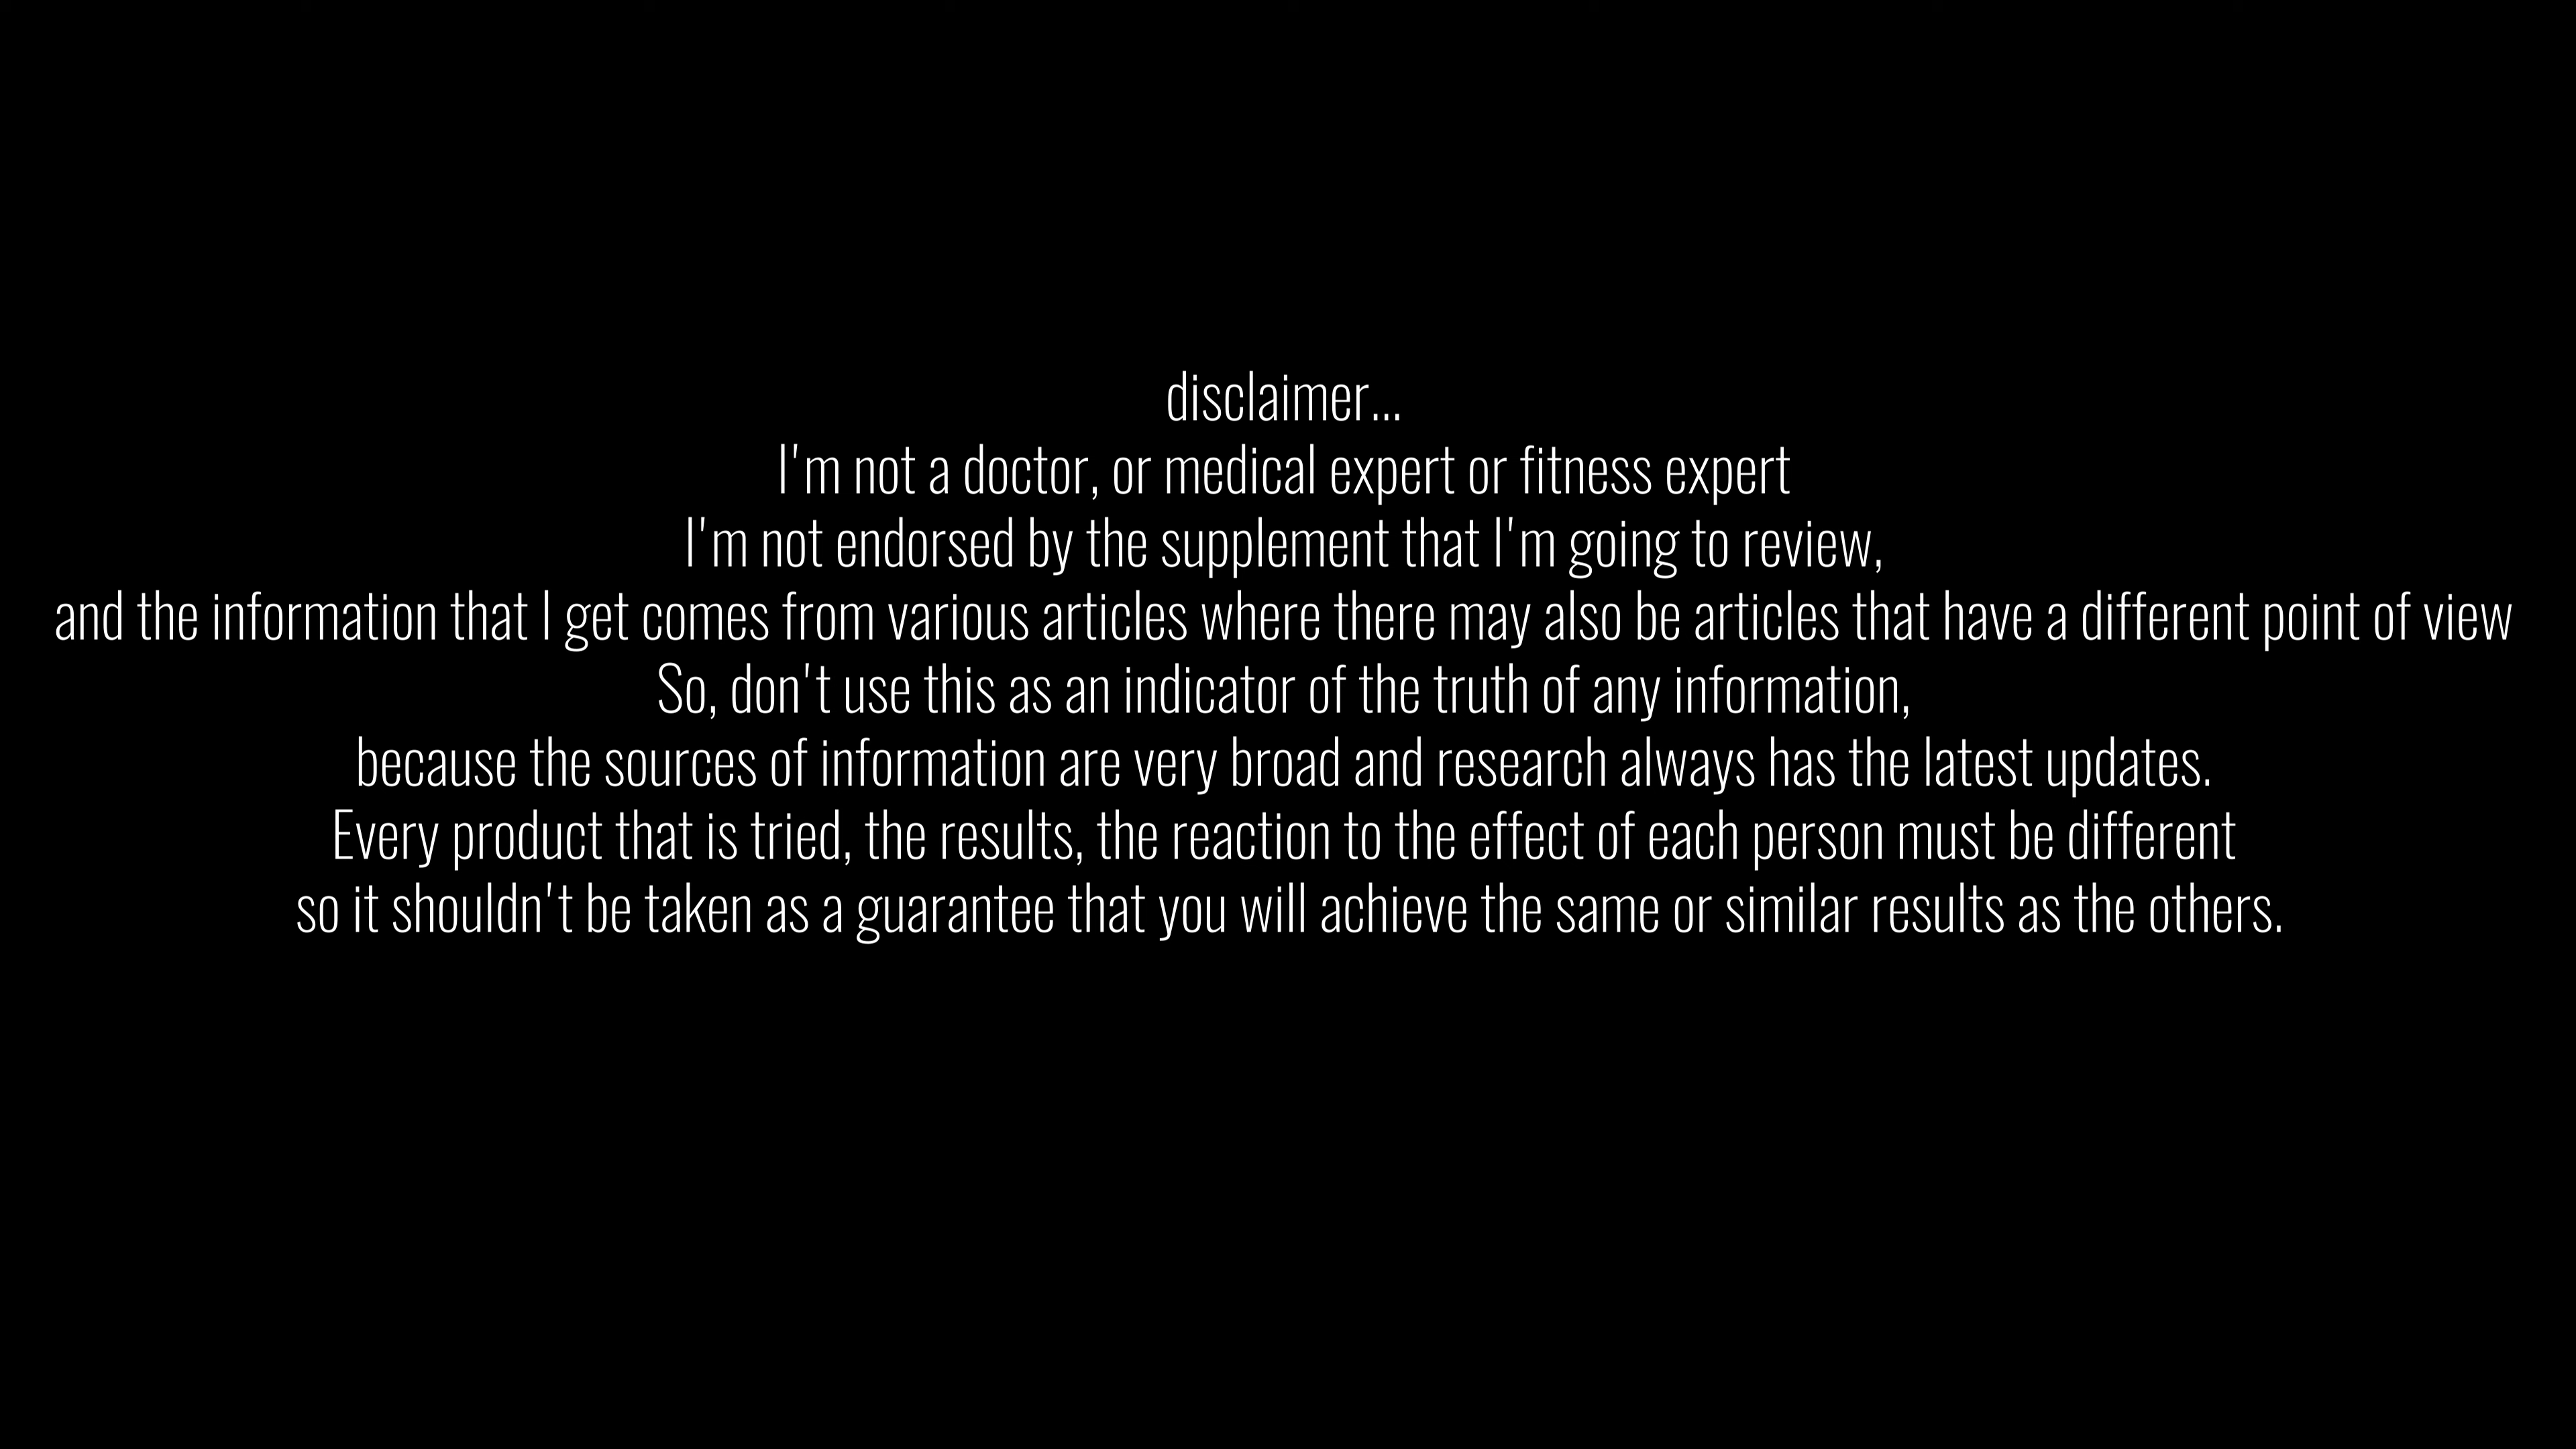 disclaimer...
I'm not a doctor, or medical expert or fitness expert
I'm not endorsed by the supplement that I'm going to review,
and the information that I get comes from various articles where there may also be articles that have a different point of view
So, don't use this as an indicator of the truth of any information,
because the sources of information are very broad and research always has the latest updates.
Every product that is tried, the results, the reaction to the effect of each person must be different
so it shouldn't be taken as a guarantee that you will achieve the same or similar results as the others.